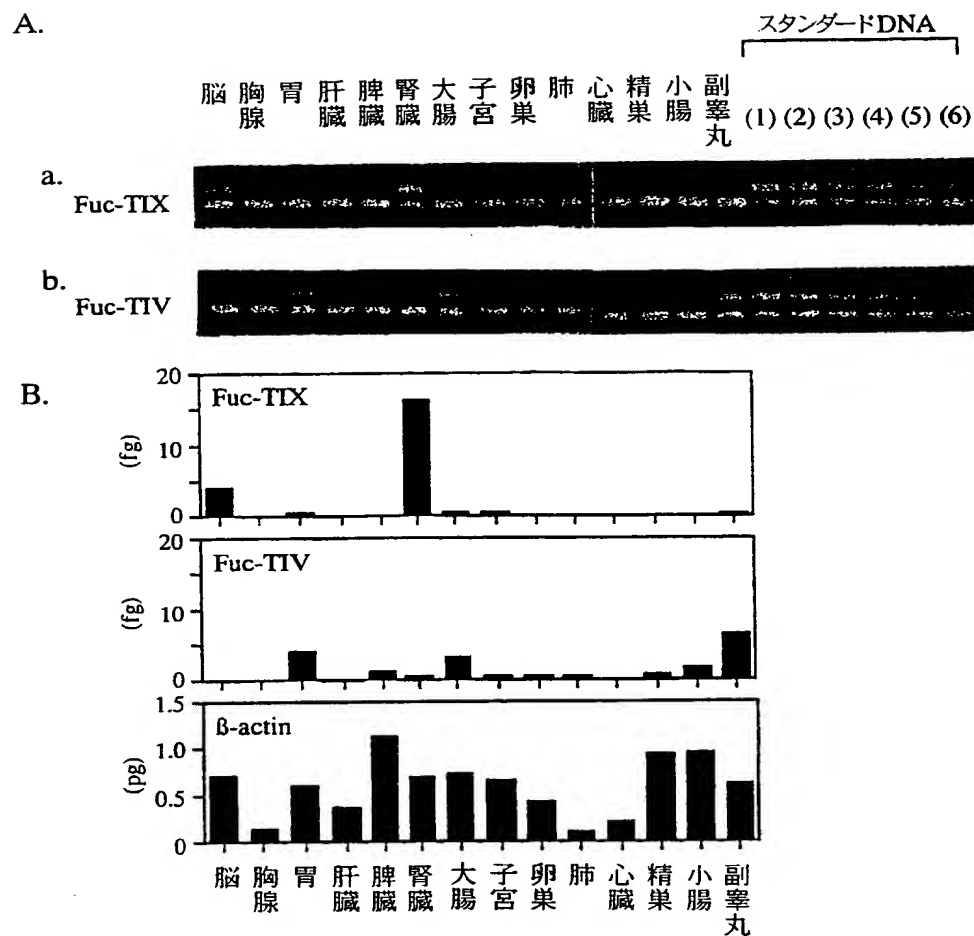 A.
スタンダードDNA
脳 胸腺 胃 肝臓 脾臓 腎臓 大腸 子宮 卵巣 肺 心臓 精巣 小腸 副睾丸 (1) (2) (3) (4) (5) (6)
a.
Fuc-TIX
b.
Fuc-TIV
B.
20
Fuc-TIX
(fg)
10
0
20
Fuc-TIV
(fg)
10
0
1.5
ß-actin
1.0
(pg)
0.5
0
脳 胸腺 胃 肝臓 脾臓 腎臓 大腸 子宮 卵巣 肺 心臓 精巣 小腸 副睾丸